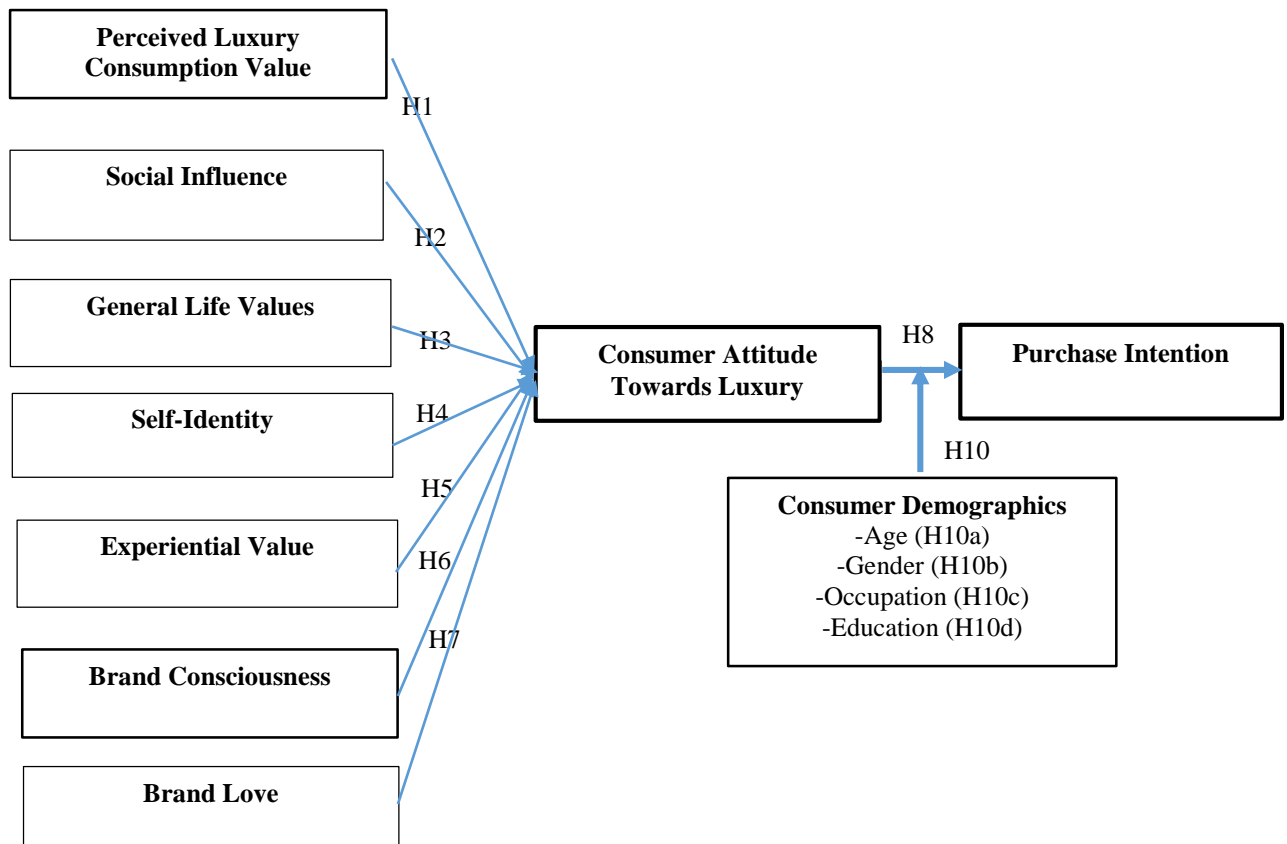 Perceived Luxury
Consumption Value
H1
Social Influence
H2
General Life Values
H3
Self-Identity
H4
Experiential Value
H5
Brand Consciousness
H6
Brand Love
H7
Consumer Attitude
Towards Luxury
H8
Purchase Intention
H10
Consumer Demographics
-Age (H10a)
-Gender (H10b)
-Occupation (H10c)
-Education (H10d)